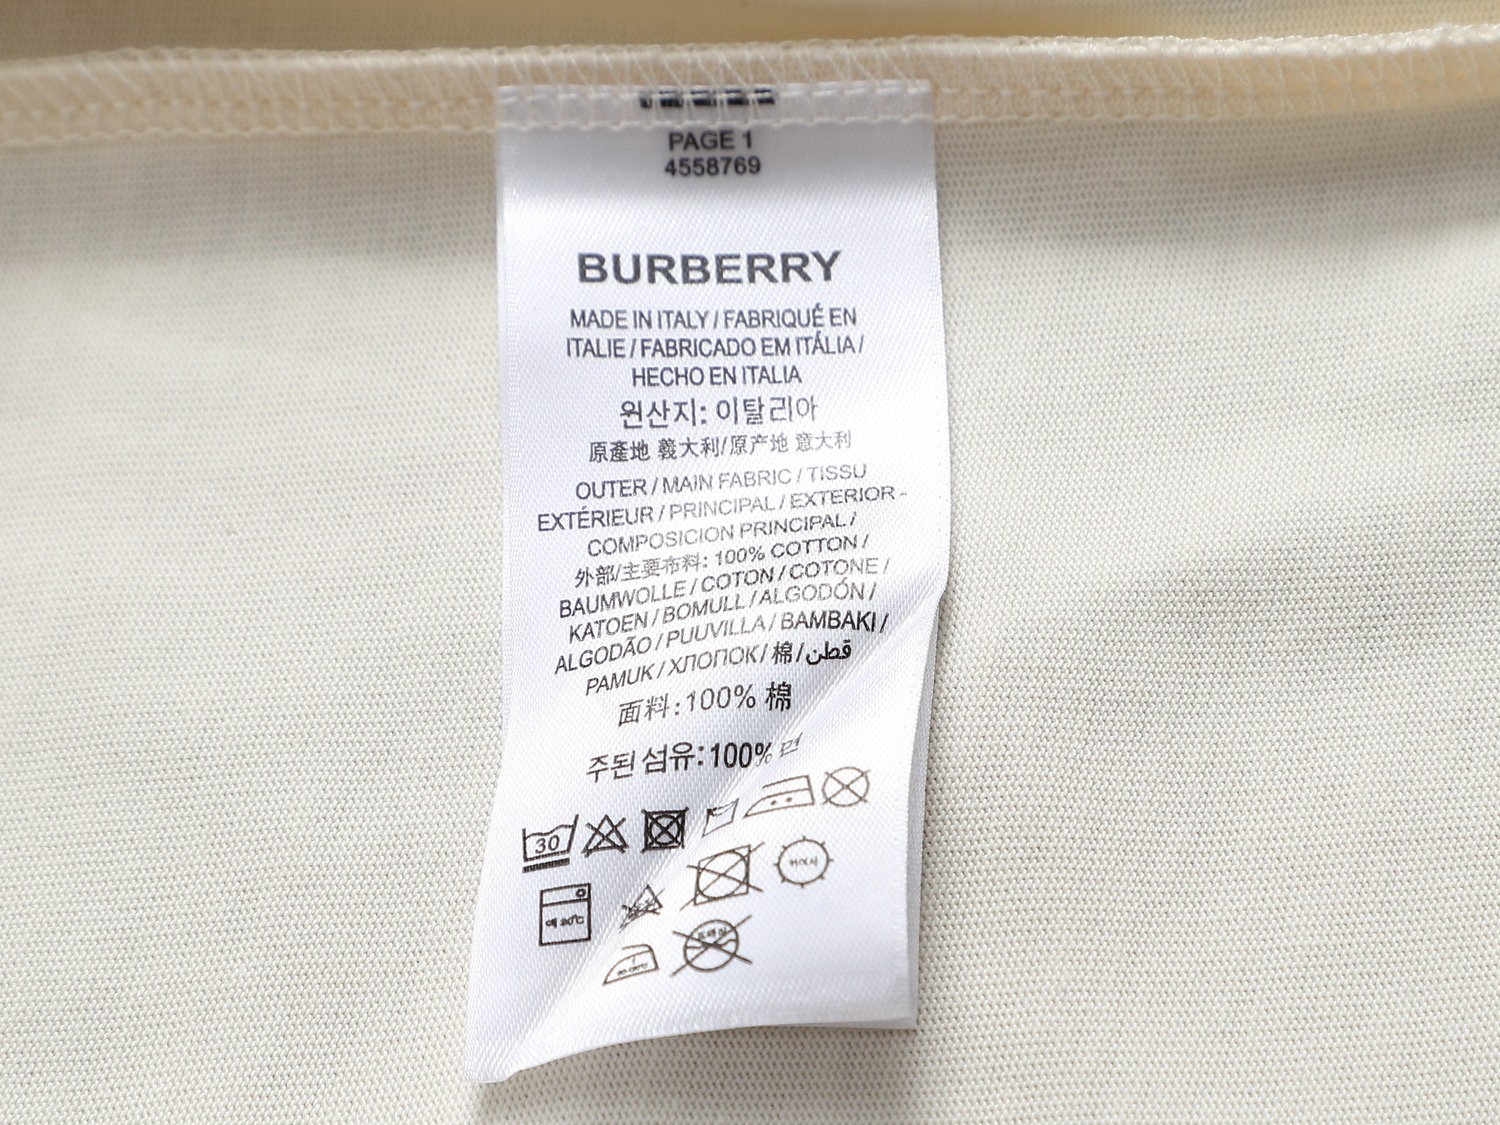 PAGE 1
4558769
BURBERRY
MADE IN ITALY / FABRIQUÉ EN
ITALIE / FABRICADO EM ITÁLIA /
HECHO EN ITALIA
원산지: 이탈리아
原產地 義大利/原产地 意大利
OUTER / MAIN FABRIC / TISSU
EXTÉRIEUR / PRINCIPAL / EXTERIOR -
COMPOSICION PRINCIPAL /
外部/主要布料: 100% COTTON /
BAUMWOLLE / COTON / COTONE /
KATOEN / BOMULL / ALGODÓN /
ALGODÃO / PUUVILLA / BAMBAKI /
PAMUK / ХЛОПОК / 棉 / قطن
面料:100% 棉
주된 섬유:100% 면
30